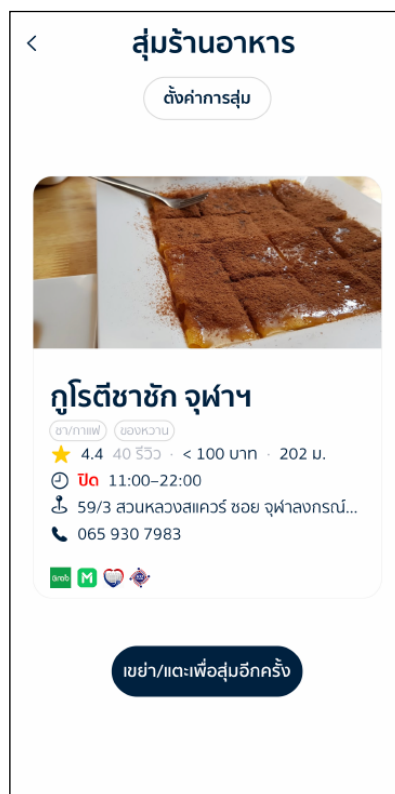 สุ่มร้านอาหาร
ตั้งค่าการสุ่ม
กูโรตีชาชัก จุฬาฯ
ชา/กาแฟ ของหวาน
4.4 40 รีวิว · < 100 บาท · 202 ม.
ปิด 11:00–22:00
59/3 สวนหลวงสแควร์ ซอย จุฬาลงกรณ์...
065 930 7983
Grab M
เขย่า/แตะเพื่อสุ่มอีกครั้ง